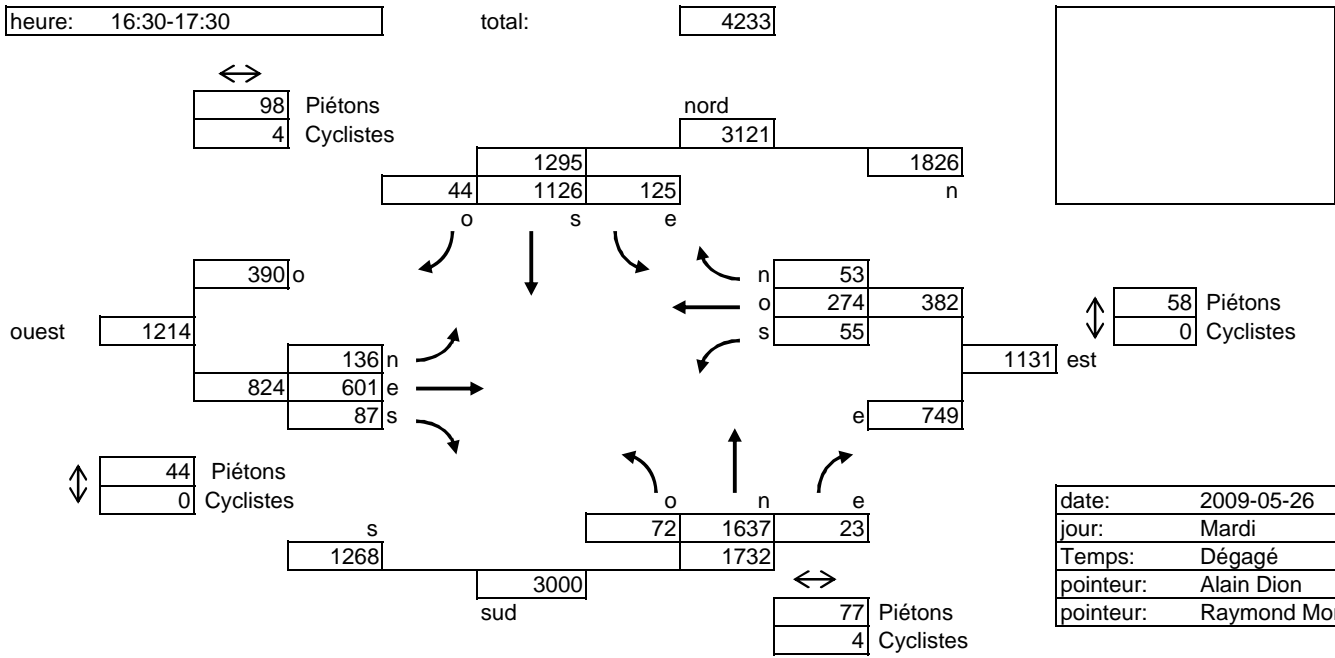 heure: 16:30-17:30 total: 4233
98 Piétons nord
4 Cyclistes 3121
1295 1826
44 1126 125 n
o s e
390 o n 53
o 274 382 58 Piétons
ouest 1214 s 55 0 Cyclistes
136 n 1131 est
824 601 e
87 s e 749
44 Piétons
0 Cyclistes o n e date: 2009-05-26
s 72 1637 23 jour: Mardi
1268 1732 Temps: Dégagé
3000 pointeur: Alain Dion
sud 77 Piétons pointeur: Raymond
4 Cyclistes